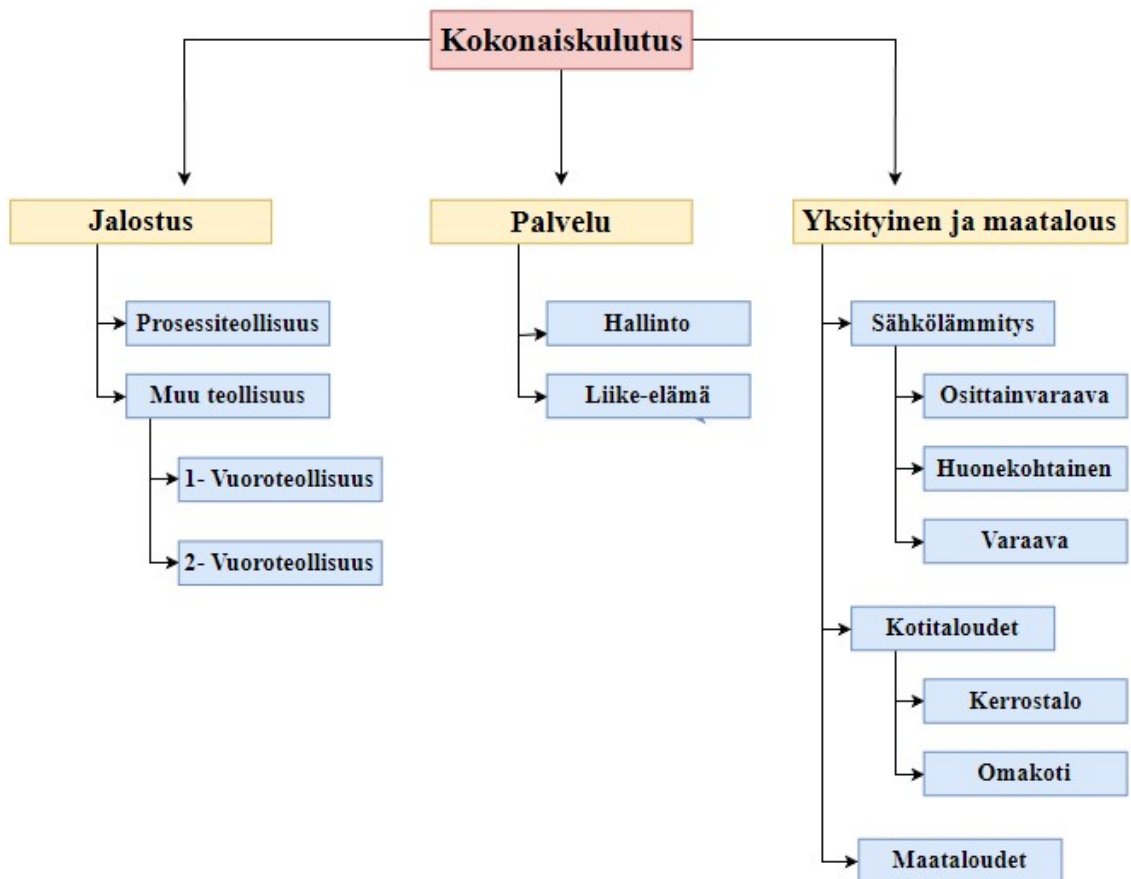 Kokonaiskulutus
Jalostus
Prosessiteollisuus
Muu teollisuus
1- Vuoroteollisuus
2- Vuoroteollisuus
Palvelu
Hallinto
Liike-elämä
Yksityinen ja maatalous
Sähkölämmitys
Osittainvaraava
Huonekohtainen
Varaava
Kotitaloudet
Kerrostalo
Omakoti
Maataloudet